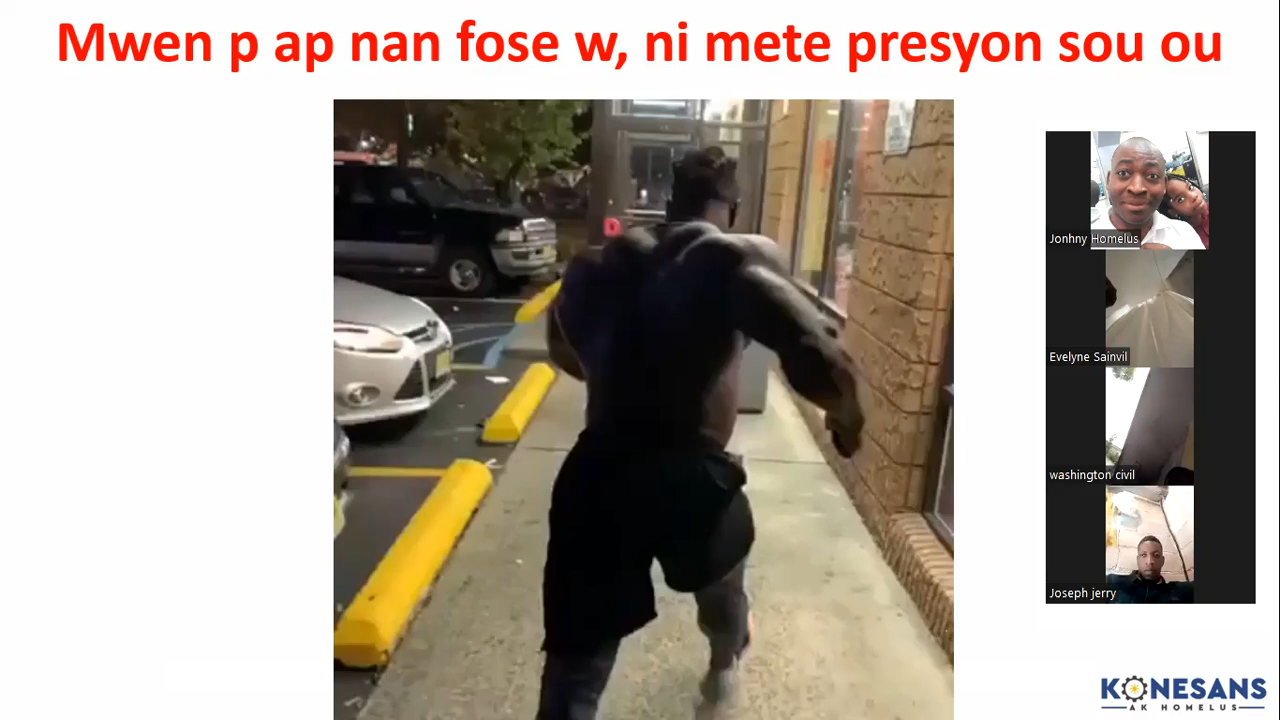 Mwen p ap nan fose w, ni mete presyon sou ou
Jonhny Homelus
Evelyne Sainvil
washington civil
Joseph jerry
KONESANS
AK HOMELUS